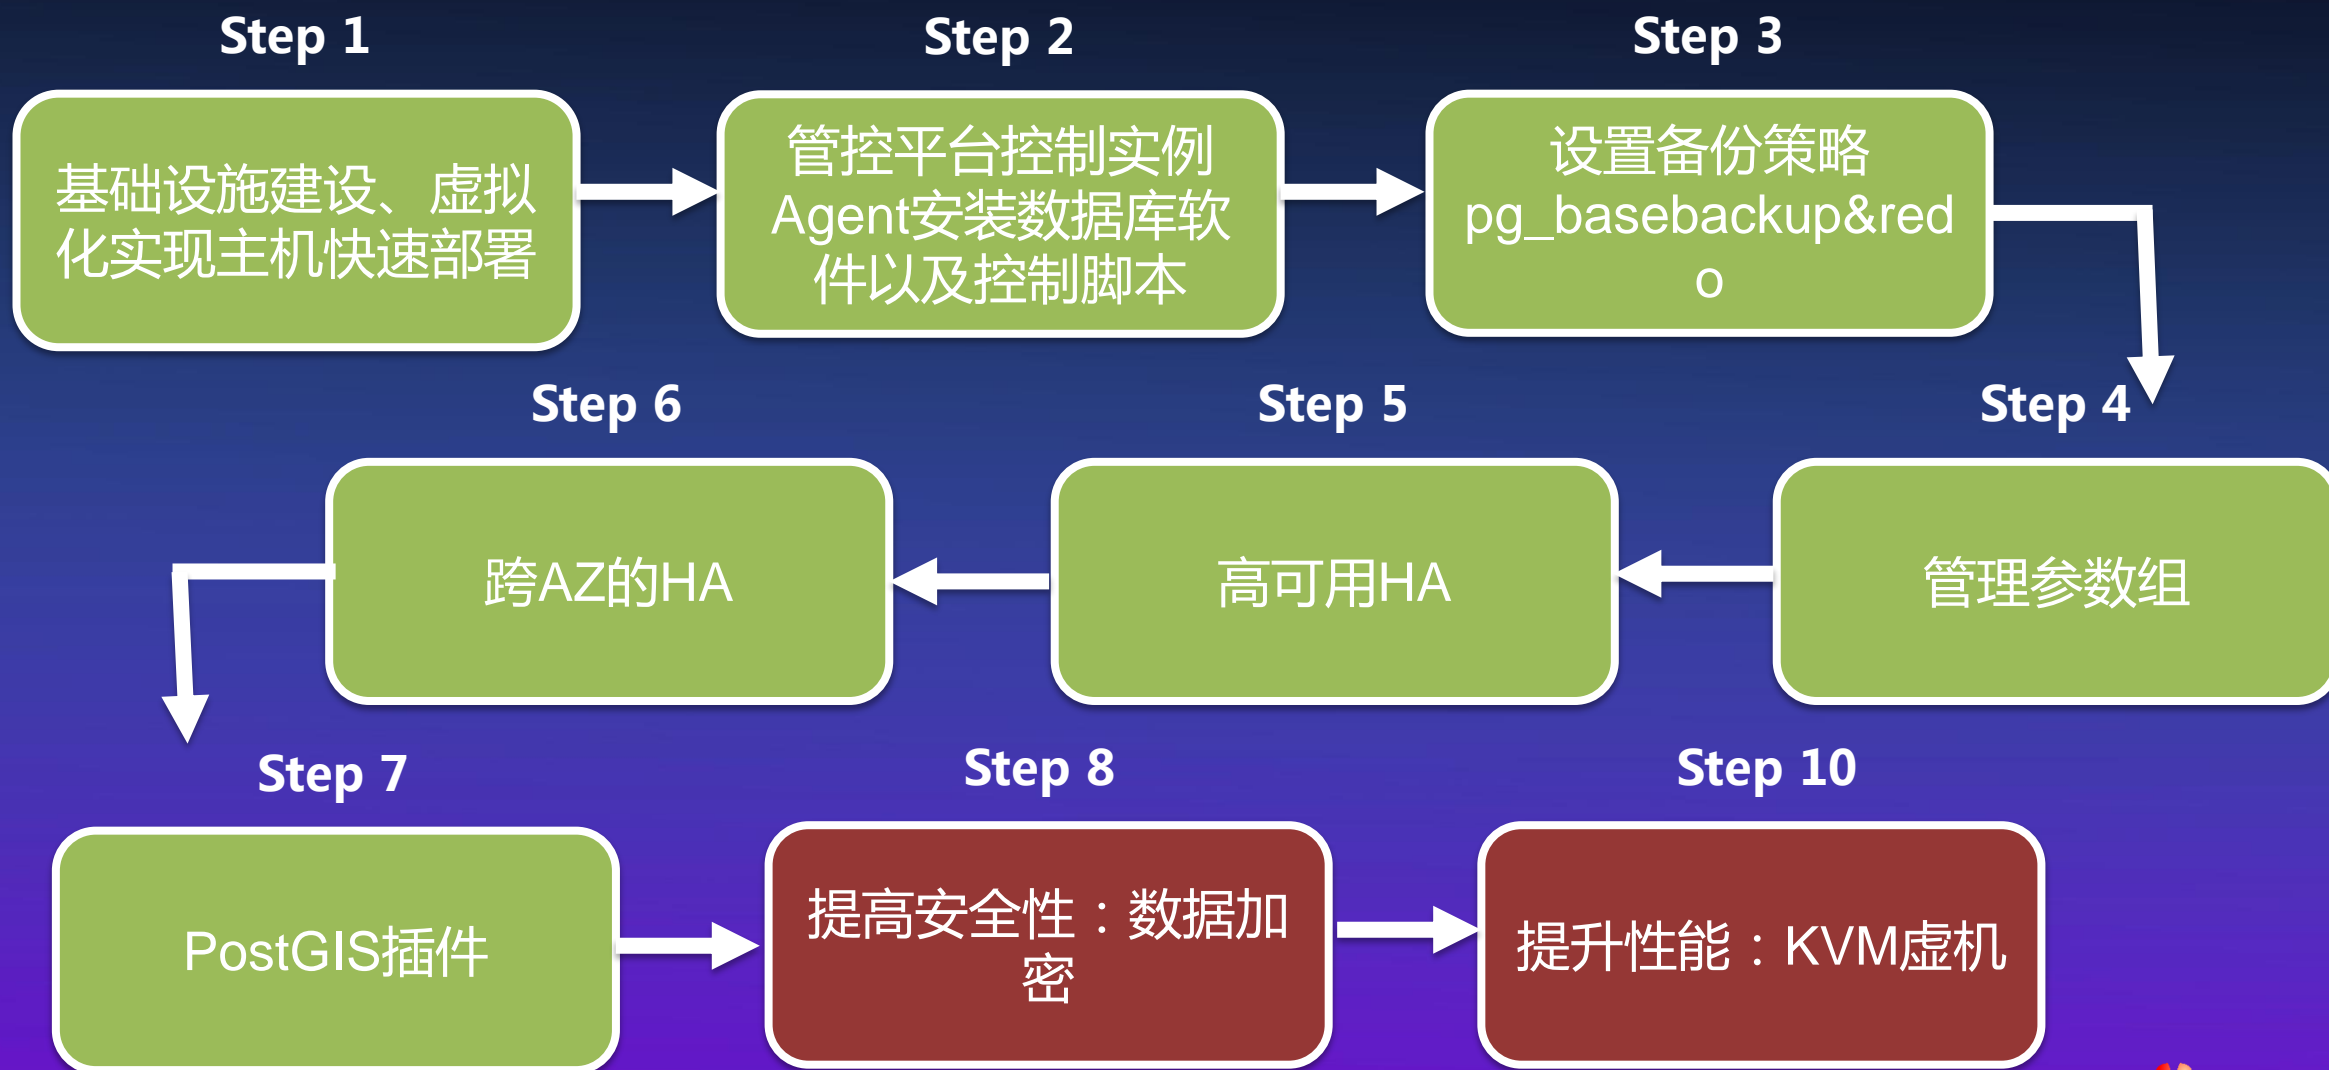 Step 1
基础设施建设、虚拟
化实现主机快速部署
Step 2
管控平台控制实例
Agent安装数据库软
件以及控制脚本
Step 3
设置备份策略
pg_basebackup&red
o
Step 4
管理参数组
Step 5
高可用HA
Step 6
跨AZ的HA
Step 7
PostGIS插件
Step 8
提高安全性：数据加
密
Step 10
提升性能：KVM虚机